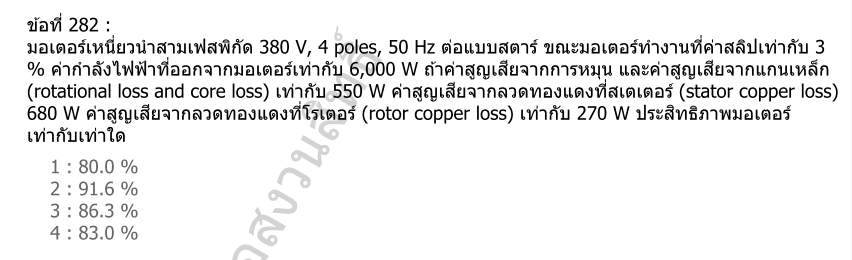 ข้อที่ 282 :
มอเตอร์เหนี่ยวนำสามเฟสพิกัด 380 V, 4 poles, 50 Hz ต่อแบบสตาร์ ขณะมอเตอร์ทำงานที่ค่าสลิปเท่ากับ 3
% ค่ากำลังไฟฟ้าที่ออกจากมอเตอร์เท่ากับ 6,000 W ถ้าค่าสูญเสียจากการหมุน และค่าสูญเสียจากแกนเหล็ก
(rotational loss and core loss) เท่ากับ 550 W ค่าสูญเสียจากลวดทองแดงที่สเตเตอร์ (stator copper loss)
680 W ค่าสูญเสียจากลวดทองแดงที่โรเตอร์ (rotor copper loss) เท่ากับ 270 W ประสิทธิภาพมอเตอร์
เท่ากับเท่าใด
1 : 80.0 %
2 : 91.6 %
3 : 86.3 %
4 : 83.0 %
สงวนสิทธิ์